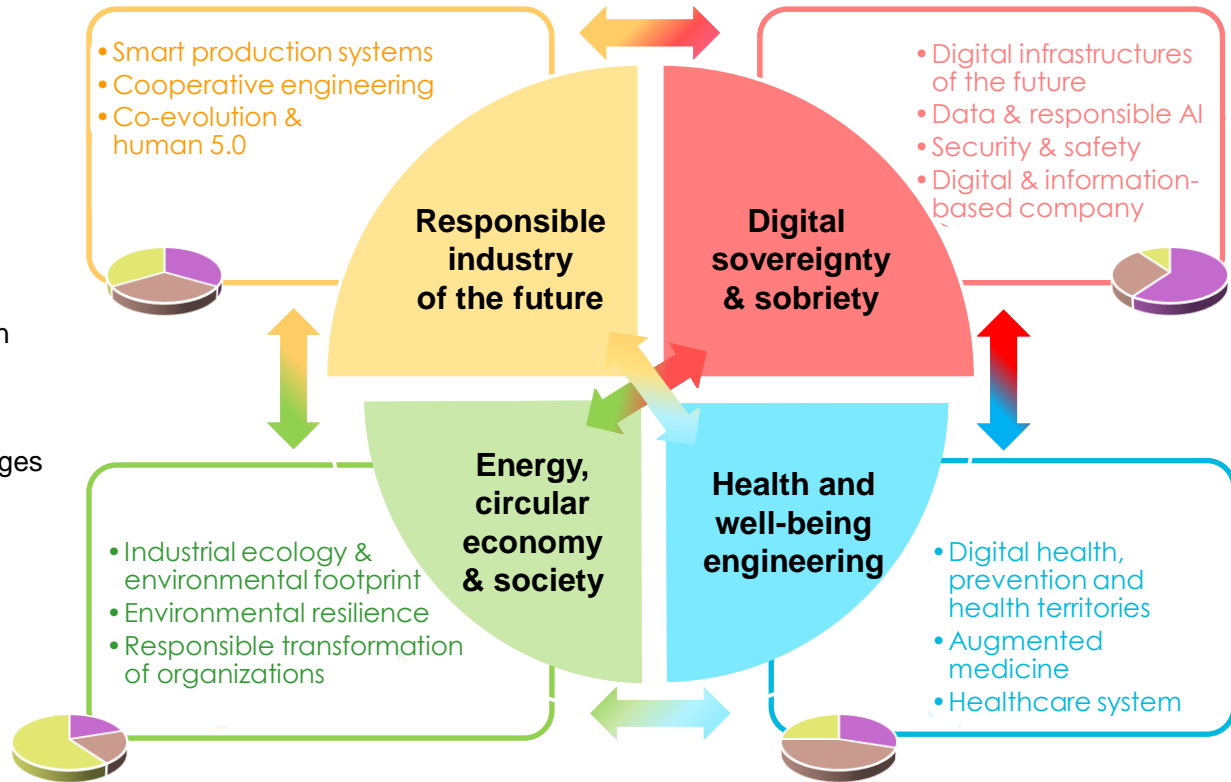 • Smart production systems
• Cooperative engineering
• Co-evolution &
human 5.0
• Digital infrastructures
of the future
• Data & responsible AI
• Security & safety
• Digital & information-
based company
Responsible
industry
of the future
Digital
sovereignty
& sobriety
Energy,
circular
economy
& society
Health and
well-being
engineering
• Industrial ecology &
environmental footprint
• Environmental resilience
• Responsible transformation
of organizations
• Digital health,
prevention and
health territories
• Augmented
medicine
• Healthcare system